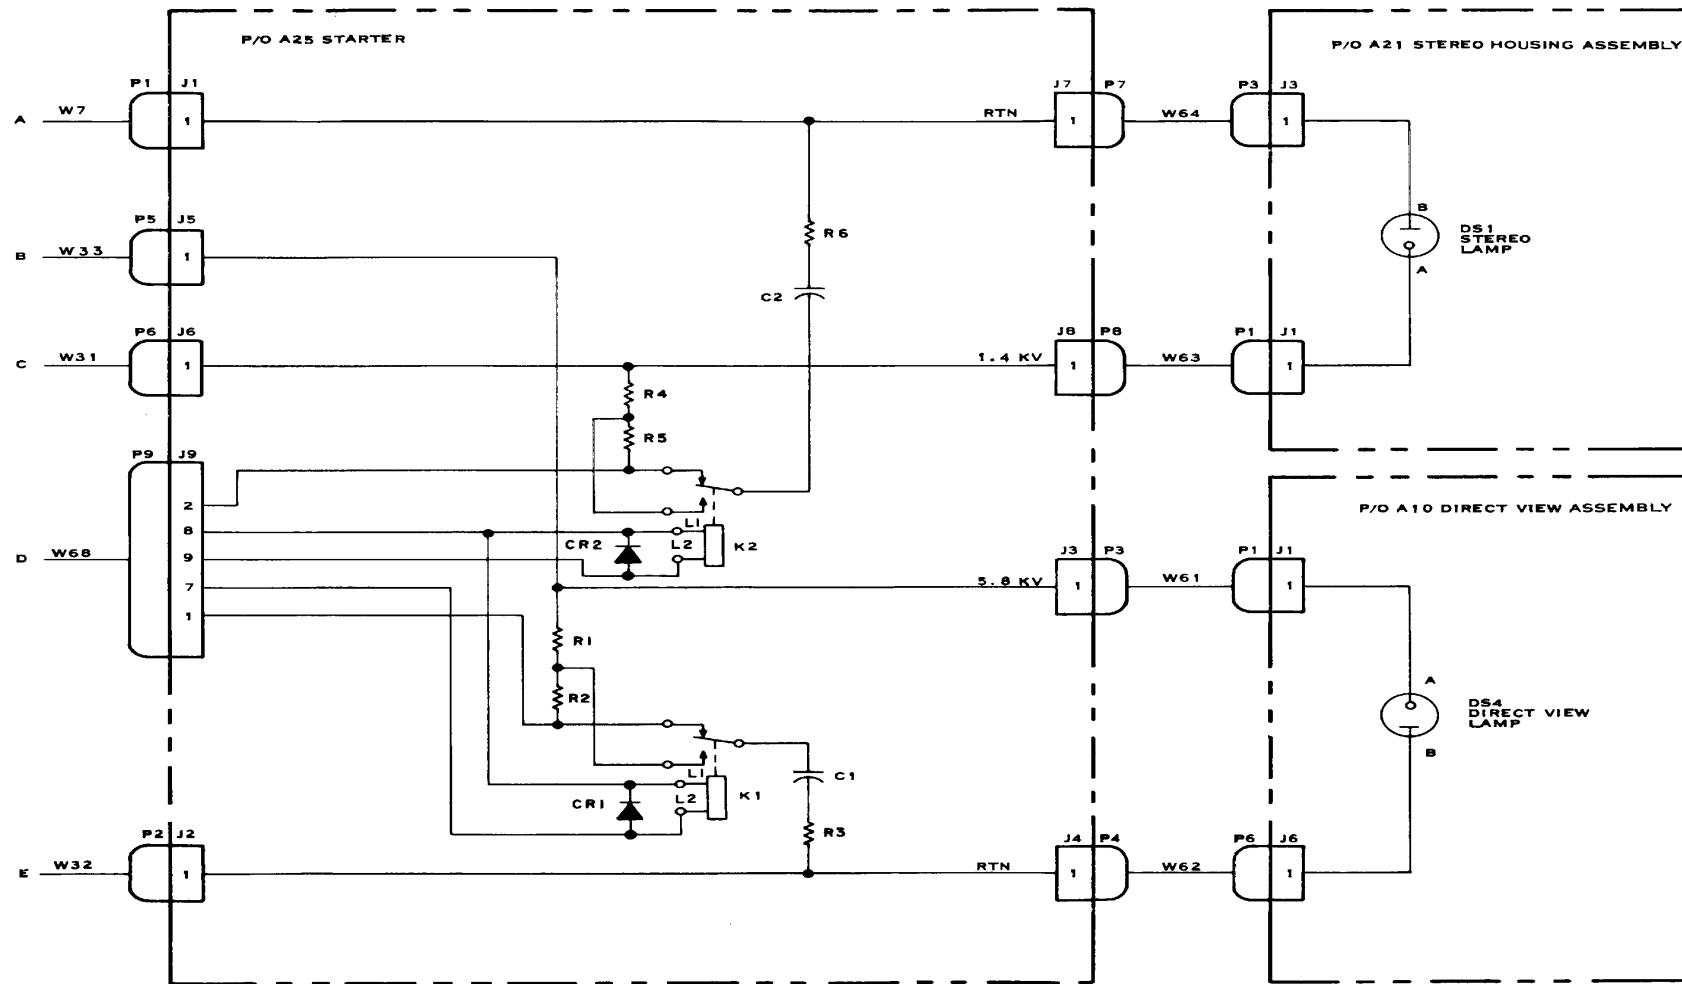 P/O A25 STARTER
P/O A21 STEREO HOUSING ASSEMBLY
P1 J1
J7 P7
P3 J3
A W7 1
RTN 1 W64 1
P5 J5
B W33 1
R6
B
DS1
STEREO
LAMP
A
C2
P6 J6
J8 P8
P1 J1
C W31 1
1.4 KV 1 W63 1
R4
R5
P9 J9
2
P/O A10 DIRECT VIEW ASSEMBLY
8
L1
CR2 L2 K2
D W68 9
J3 P3
P1 J1
7
5.8 KV 1 W61 1
1
R1
R2
A
DS4
DIRECT VIEW
LAMP
B
L1
C1
CR1 L2 K1
R3
P2 J2
J4 P4
P6 J6
E W32 1
RTN 1 W62 1